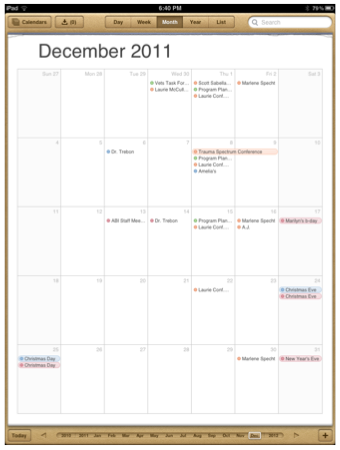 iPad 6:40 PM 79%
Calendars (0) Day Week Month Year List Search
December 2011
Sun 27 Mon 28 Tue 29 Wed 30 Thu 1 Fri 2 Sat 3
Vets Task For... Scott Sabella... Marlene Specht
Laurie McCull... Program Plan...
Laurie Conf....
4 5 6 7 8 9 10
Dr. Trebon Trauma Spectrum Conference
Program Plan...
Laurie Conf....
Amelia's
11 12 13 14 15 16 17
ABI Staff Mee... Dr. Trebon Program Plan... Marlene Specht Marilyn's b-day
Laurie Conf.... A.J
18 19 20 21 22 23 24
Laurie Conf.... Christmas Eve
Christmas Eve
25 26 27 28 29 30 31
Christmas Day Marlene Specht New Year's Eve
Christmas Day
Today 2010 2011 Jan Feb Mar Apr May Jun Jul Aug Sep Oct Nov Dec 2012 +